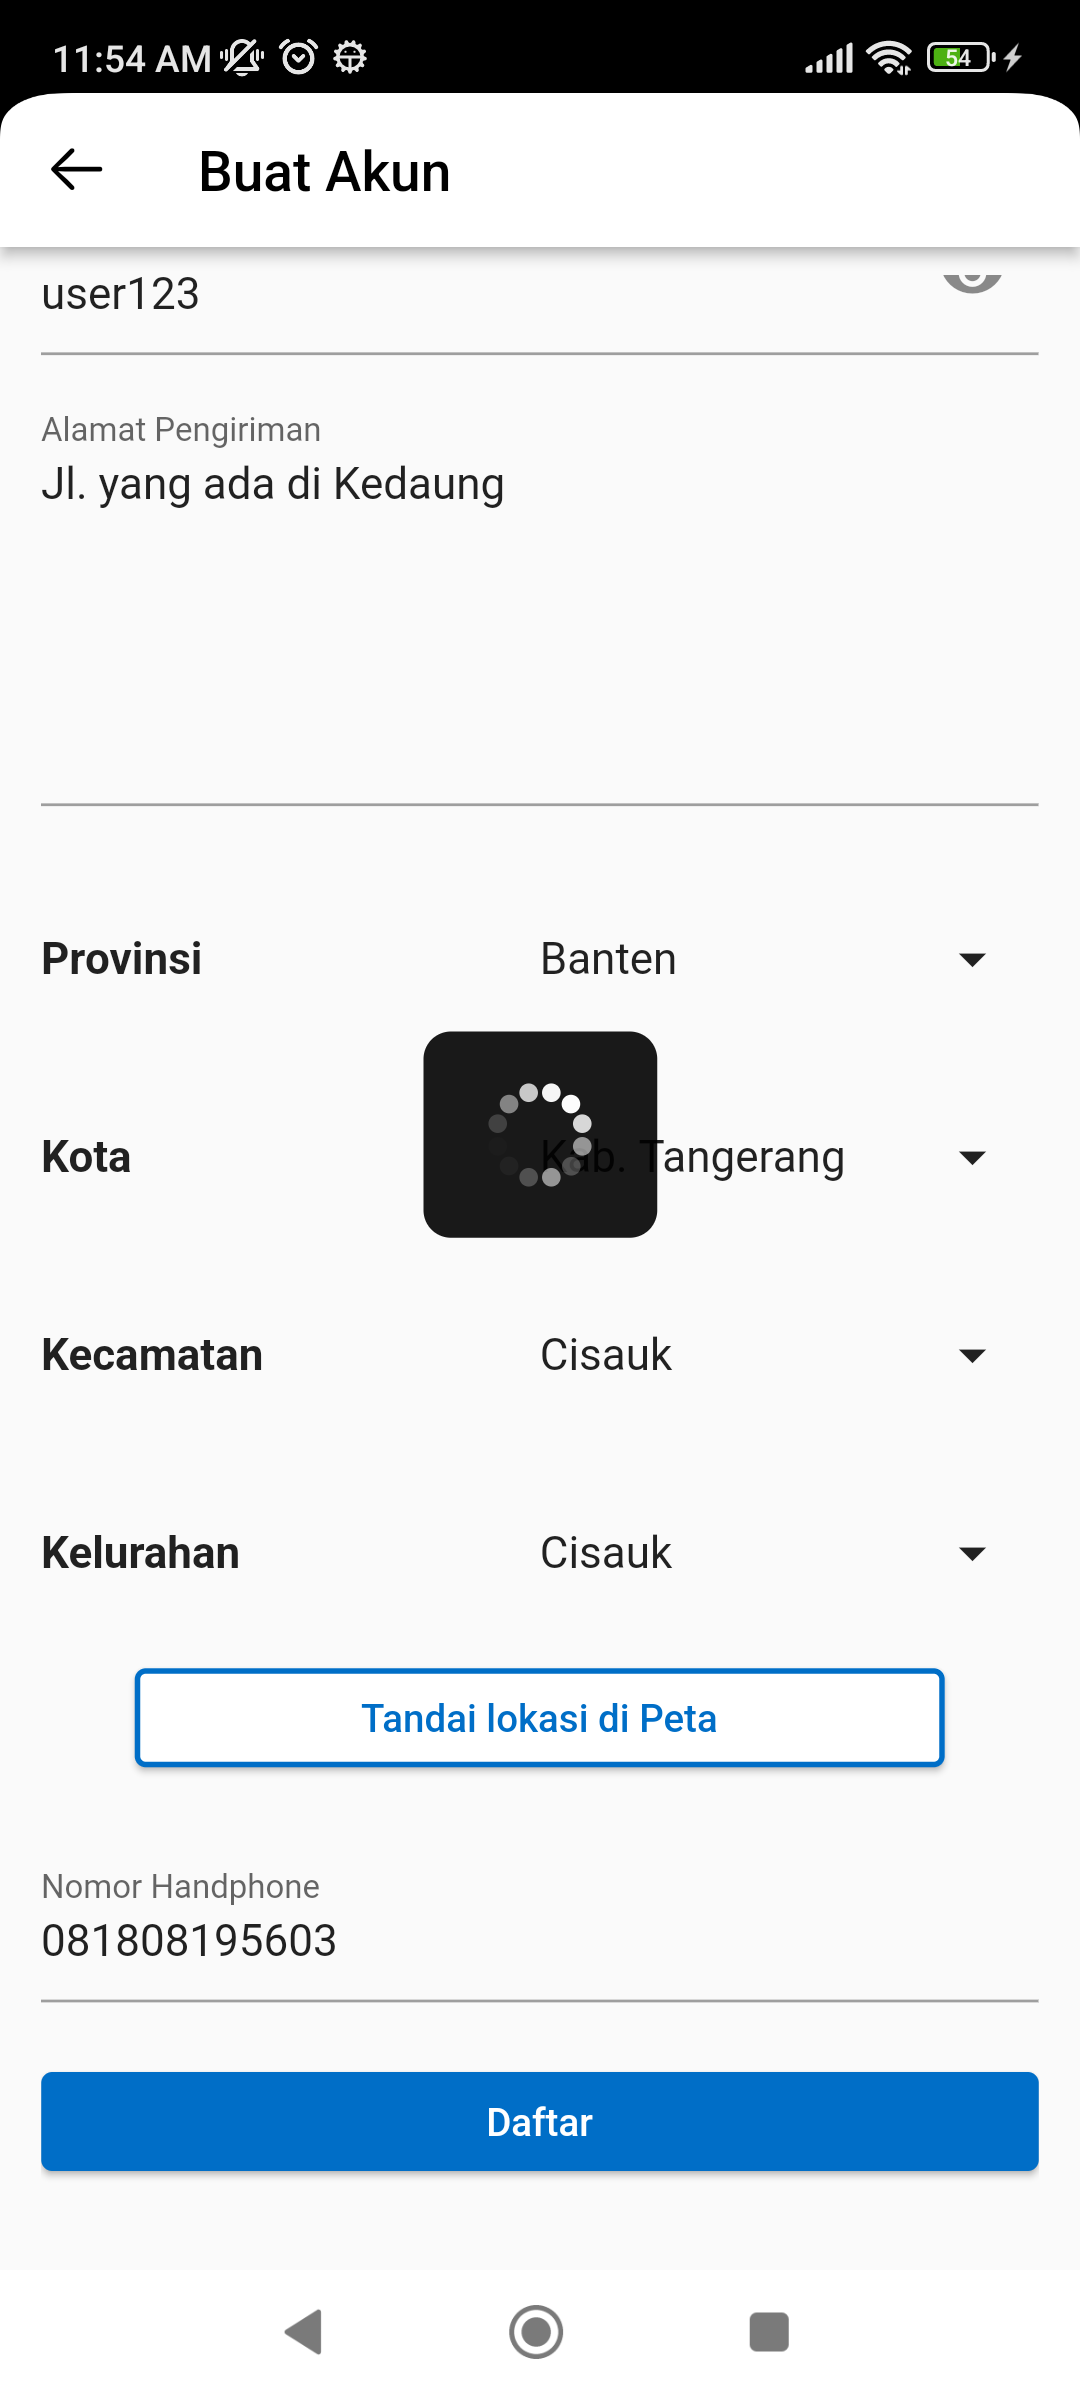 11:54 AM
54
Buat Akun
user123
Alamat Pengiriman
Jl. yang ada di Kedaung
Provinsi
Banten
Kota
Kab. Tangerang
Kecamatan
Cisauk
Kelurahan
Cisauk
Tandai lokasi di Peta
Nomor Handphone
081808195603
Daftar